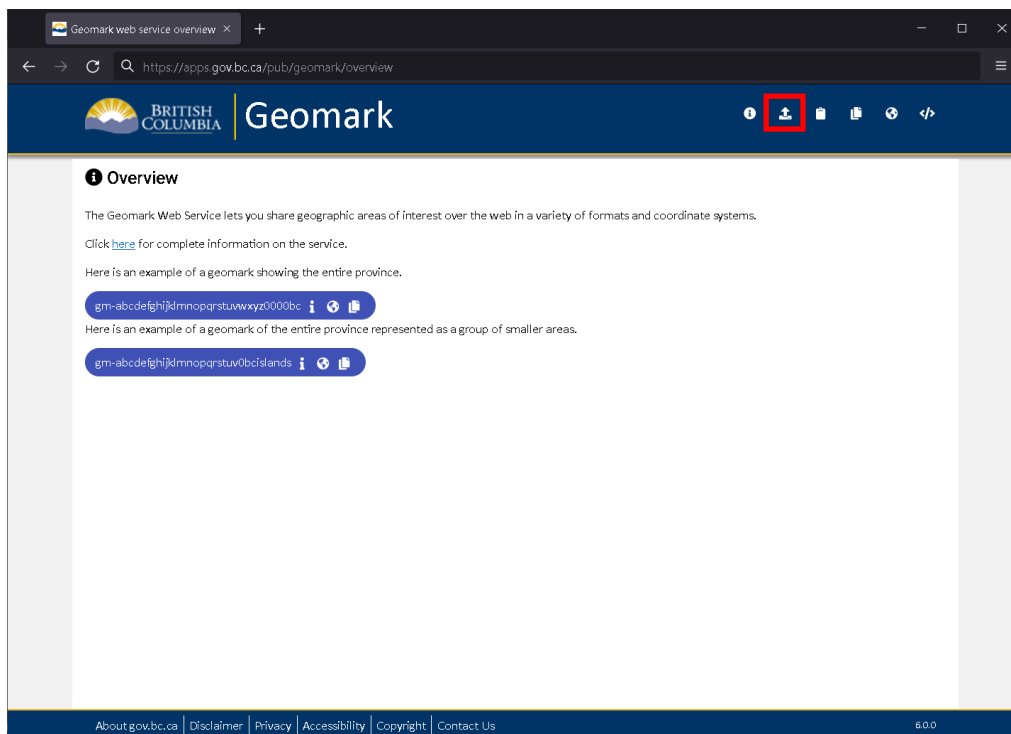 Geomark web service overview
https://apps.gov.bc.ca/pub/geomark/overview
BRITISH
COLUMBIA
Geomark
Overview
The Geomark Web Service lets you share geographic areas of interest over the web in a variety of formats and coordinate systems.
Click here for complete information on the service.
Here is an example of a geomark showing the entire province.
gm-abcdefghijklmnopqrstuvwxyz0000bc
Here is an example of a geomark of the entire province represented as a group of smaller areas.
gm-abcdefghijklmnopqrstuv0bcislands
About gov.bc.ca | Disclaimer | Privacy | Accessibility | Copyright | Contact Us 6.0.0